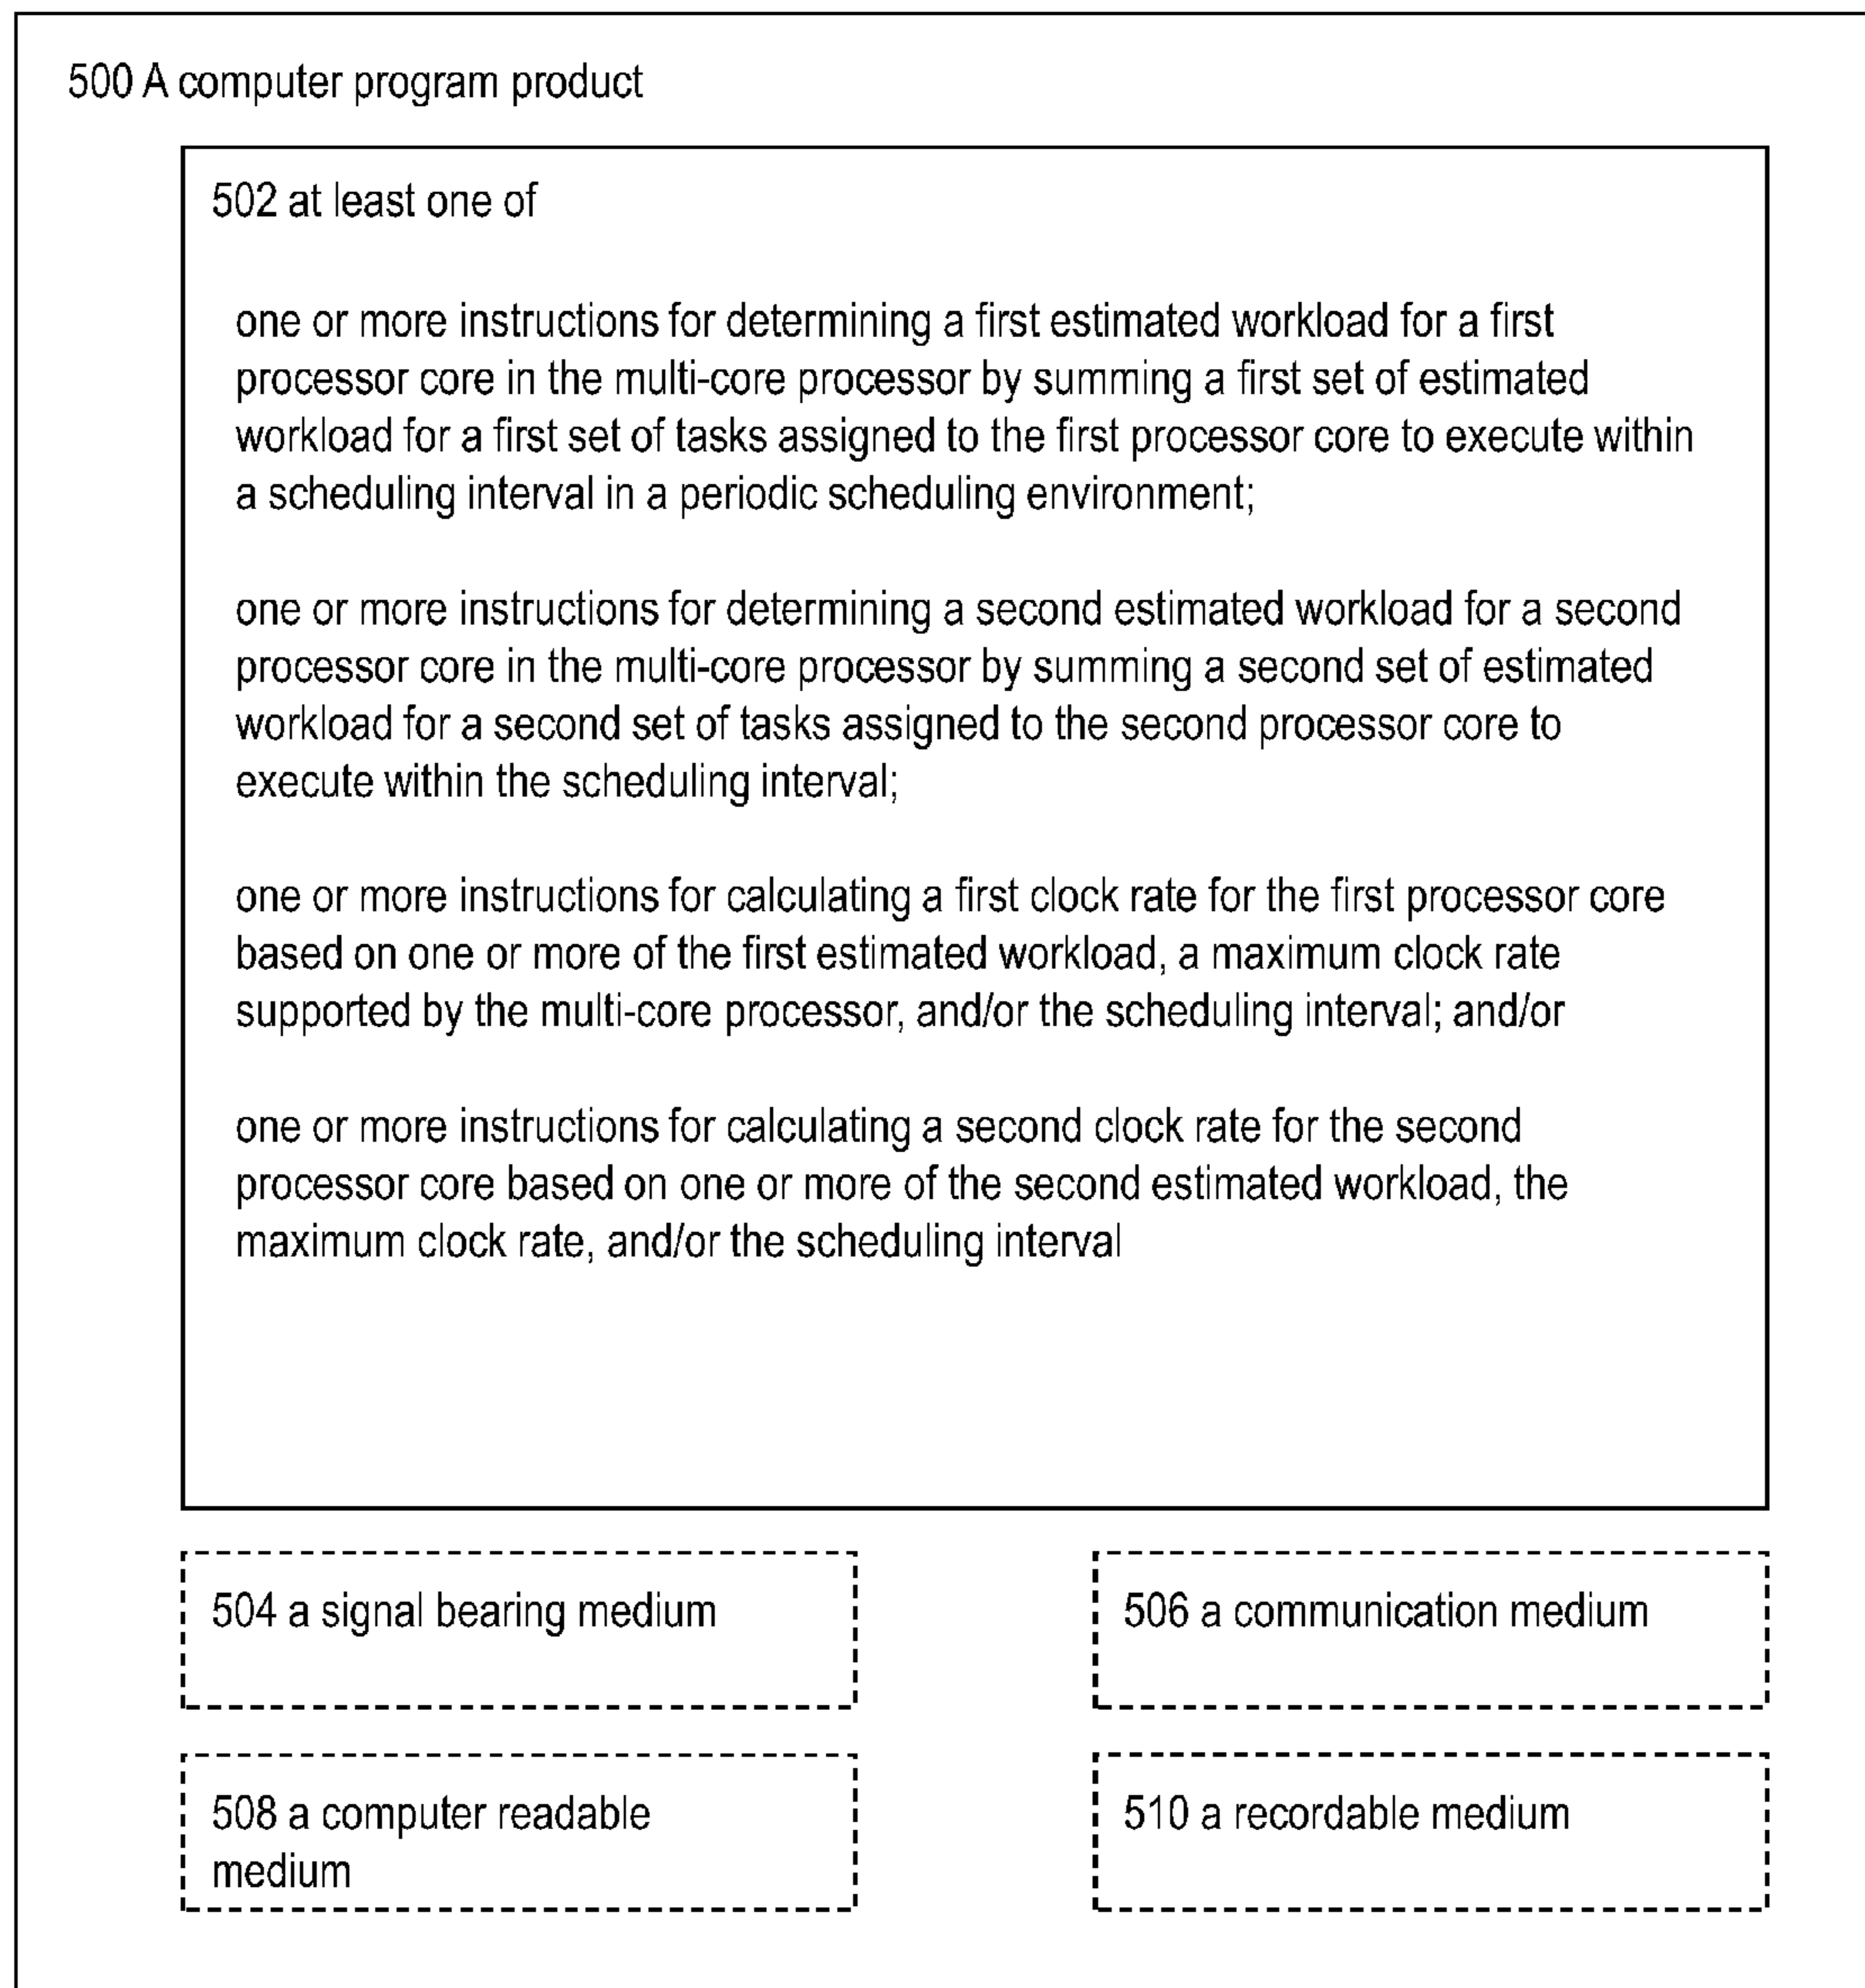 500 A computer program product
502 at least one of
one or more instructions for determining a first estimated workload for a first
processor core in the multi-core processor by summing a first set of estimated
workload for a first set of tasks assigned to the first processor core to execute within
a scheduling interval in a periodic scheduling environment;
one or more instructions for determining a second estimated workload for a second
processor core in the multi-core processor by summing a second set of estimated
workload for a second set of tasks assigned to the second processor core to
execute within the scheduling interval;
one or more instructions for calculating a first clock rate for the first processor core
based on one or more of the first estimated workload, a maximum clock rate
supported by the multi-core processor, and/or the scheduling interval; and/or
one or more instructions for calculating a second clock rate for the second
processor core based on one or more of the second estimated workload, the
maximum clock rate, and/or the scheduling interval
504 a signal bearing medium
506 a communication medium
508 a computer readable
medium
510 a recordable medium